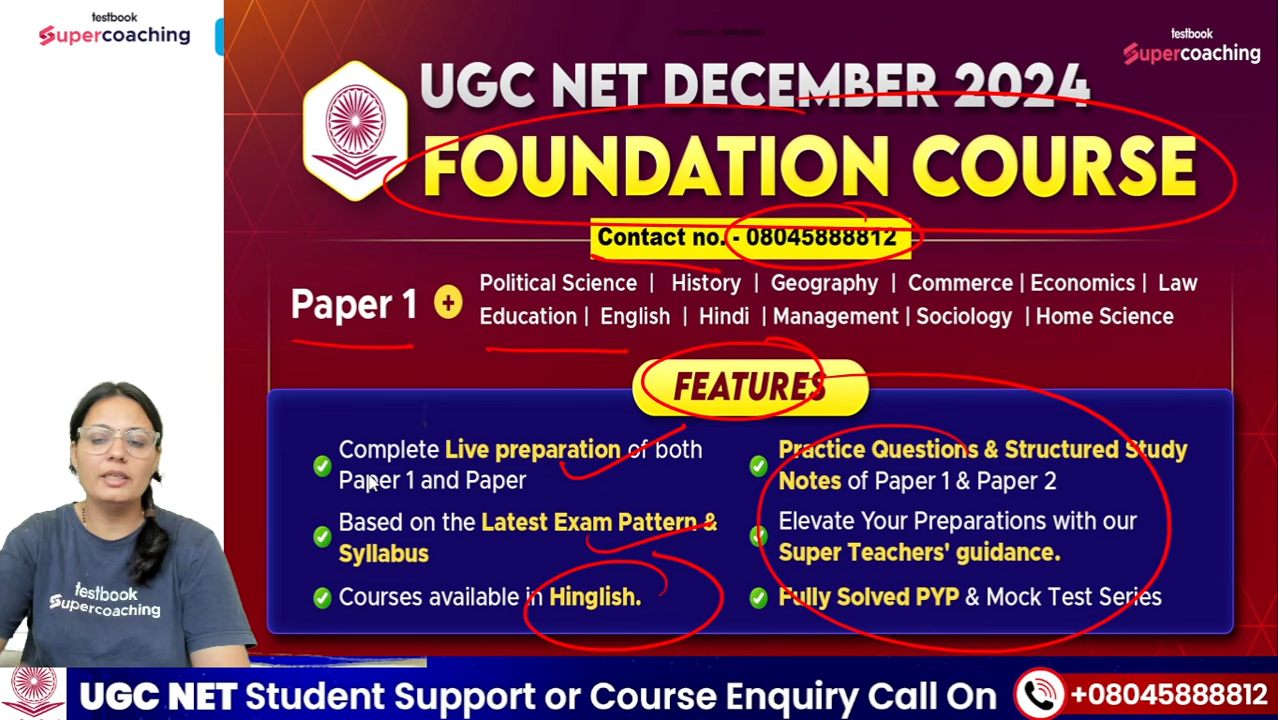 testbook
Supercoaching
testbook
Supercoaching
UGC NET DECEMBER 2024
FOUNDATION COURSE
Contact no. - 08045888812
Paper 1 +
Political Science | History | Geography | Commerce | Economics | Law
Education | English | Hindi | Management | Sociology | Home Science
FEATURES
Complete Live preparation of both
Paper 1 and Paper
Based on the Latest Exam Pattern &
Syllabus
Courses available in Hinglish.
Practice Questions & Structured Study
Notes of Paper 1 & Paper 2
Elevate Your Preparations with our
Super Teachers' guidance.
Fully Solved PYP & Mock Test Series
testbook
Supercoaching
UGC NET Student Support or Course Enquiry Call On
+08045888812